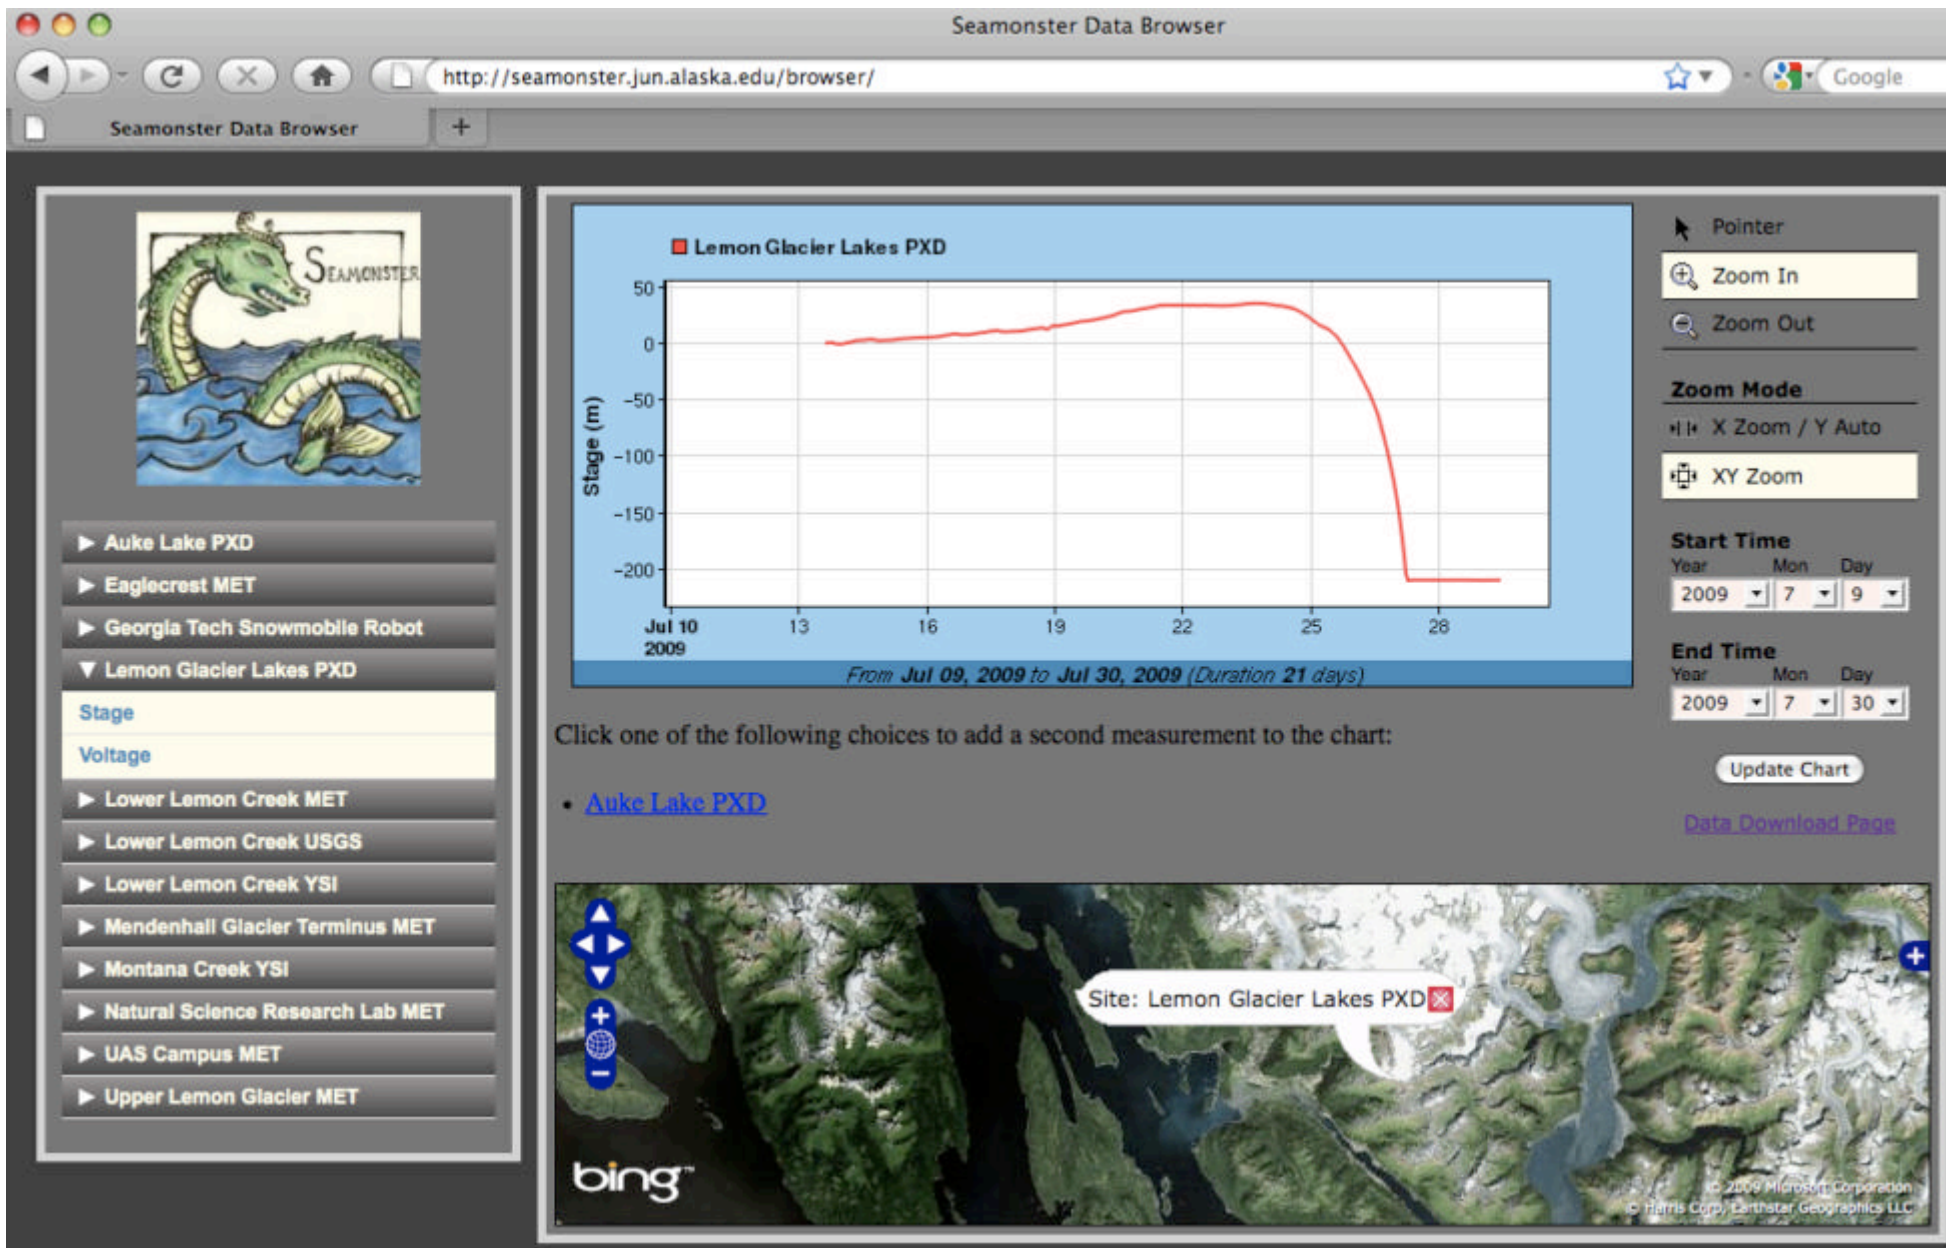 Seamonster Data Browser
http://seamonster.jun.alaska.edu/browser/
Google
Seamonster Data Browser
+
SEAMONSTER
Auke Lake PXD
Eaglecrest MET
Georgia Tech Snowmobile Robot
Lemon Glacier Lakes PXD
Stage
Voltage
Lower Lemon Creek MET
Lower Lemon Creek USGS
Lower Lemon Creek YSI
Mendenhall Glacier Terminus MET
Montana Creek YSI
Natural Science Research Lab MET
UAS Campus MET
Upper Lemon Glacier MET
Lemon Glacier Lakes PXD
Stage (m)
50
0
-50
-100
-150
-200
Jul 10 13 16 19 22 25 28
2009
From Jul 09, 2009 to Jul 30, 2009 (Duration 21 days)
Pointer
Zoom In
Zoom Out
Zoom Mode
X Zoom / Y Auto
XY Zoom
Start Time
Year Mon Day
2009 7 9
End Time
Year Mon Day
2009 7 30
Update Chart
Data Download Page
Click one of the following choices to add a second measurement to the chart:
• Auke Lake PXD
Site: Lemon Glacier Lakes PXD
bing™
© 2009 Microsoft Corporation
© Harris Corp, Earthstar Geographics LLC